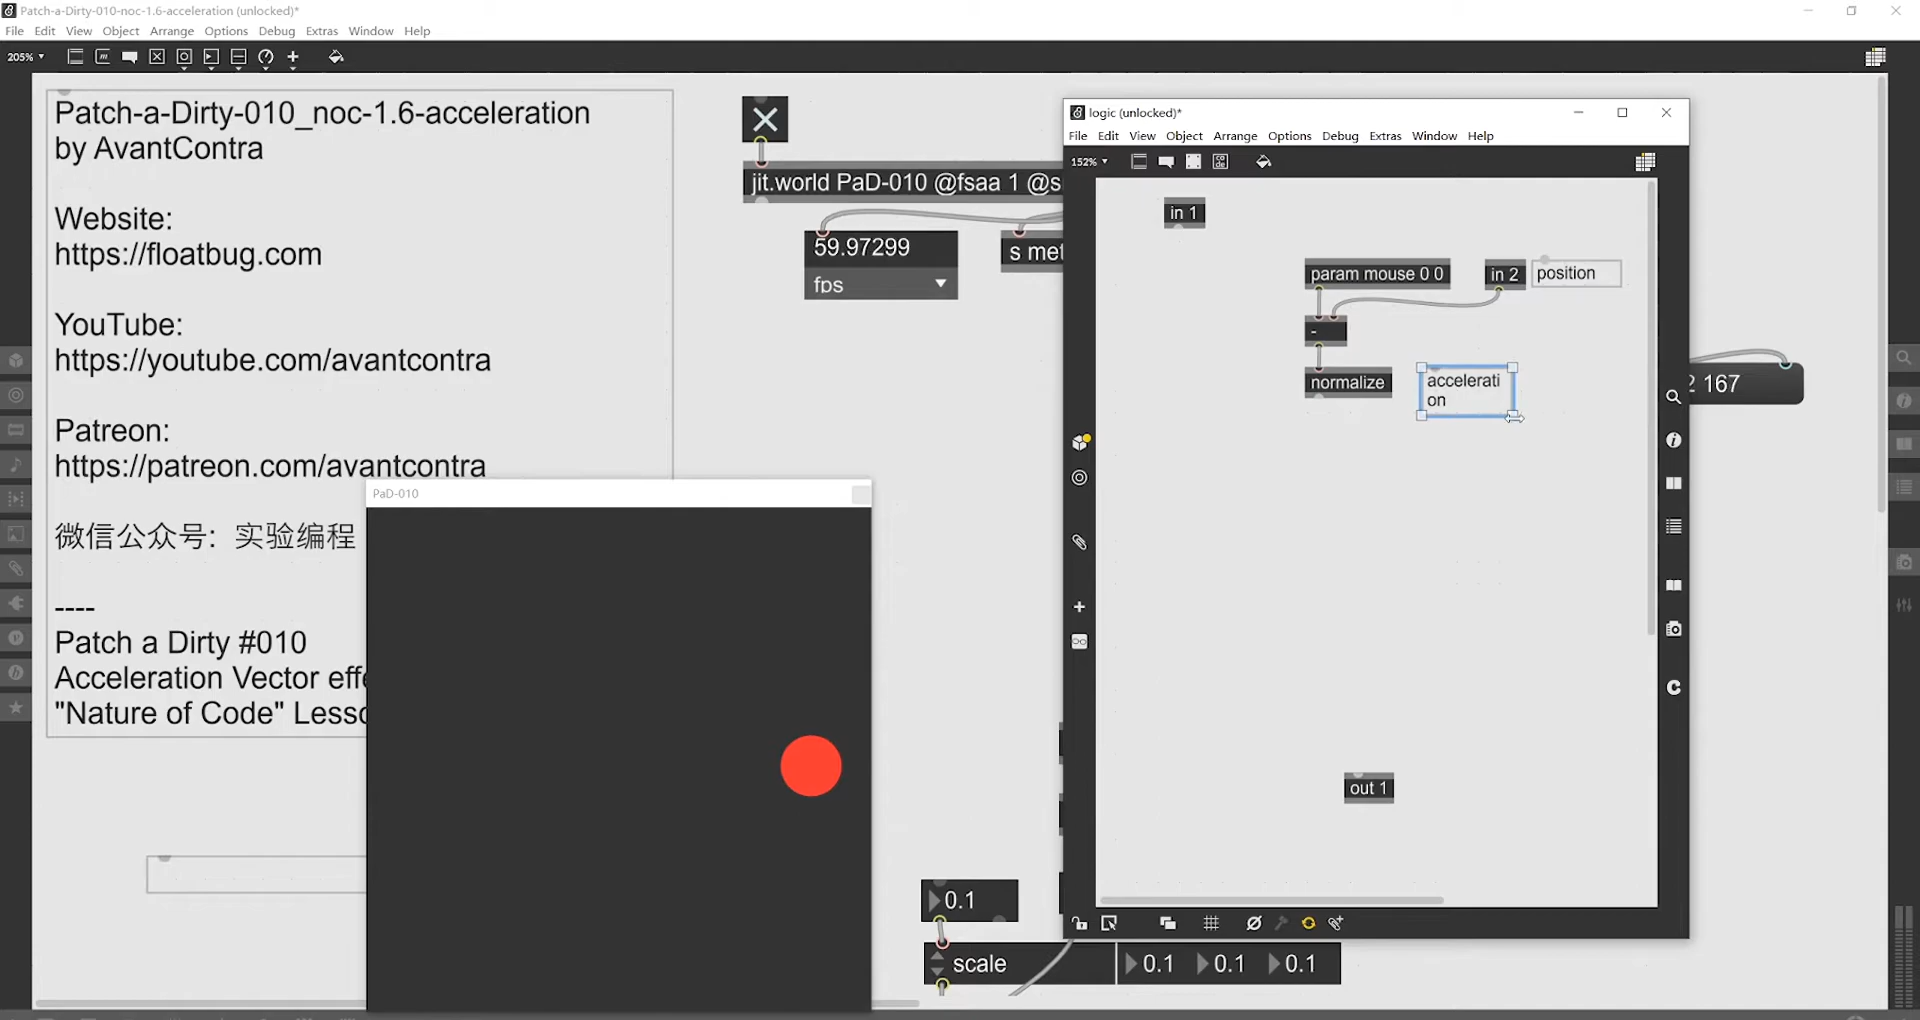 Patch-a-Dirty-010-noc-1.6-acceleration (unlocked)*
File Edit View Object Arrange Options Debug Extras Window Help
205%
Patch-a-Dirty-010_noc-1.6-acceleration
by AvantContra
Website:
https://floatbug.com
YouTube:
https://youtube.com/avantcontra
Patreon:
https://patreon.com/avantcontra
微信公众号: 实验编程
----
Patch a Dirty #010
Acceleration Vector effe
"Nature of Code" Lesso
jit.world PaD-010 @fsaa 1 @s
59.97299
fps
s met
PaD-010
logic (unlocked)*
File Edit View Object Arrange Options Debug Extras Window Help
152%
in 1
param mouse 0 0
in 2
position
-
normalize
accelerati
on
out 1
2 167
0.1
scale
0.1 0.1 0.1